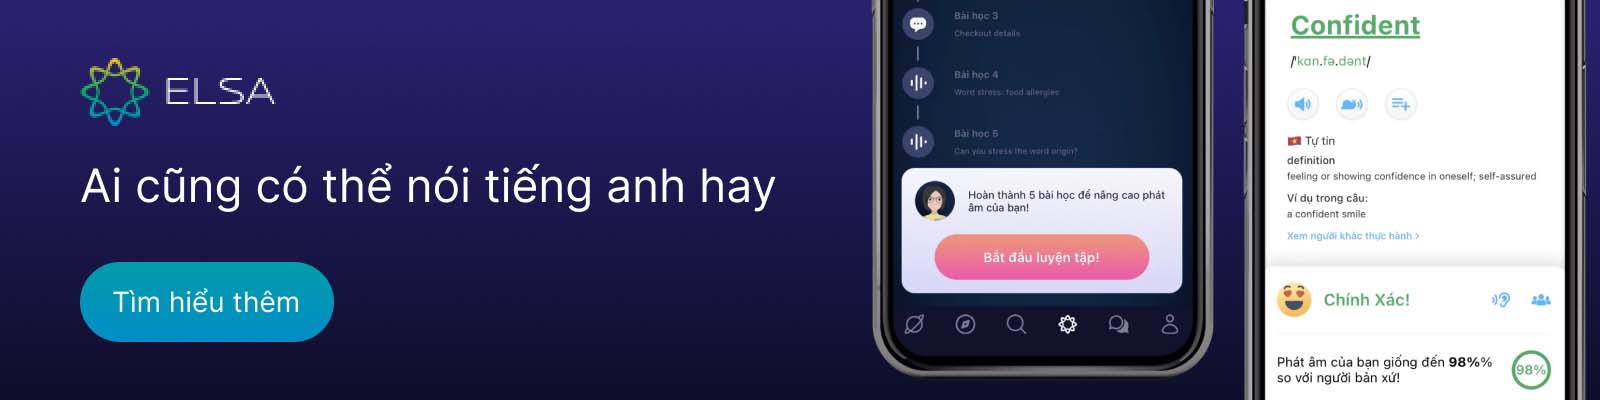 ELSA
Ai cũng có thể nói tiếng anh hay
Tìm hiểu thêm
Bài học 3
Checkout details
Bài học 4
Word stress: food allergies
Bài học 5
Can you stress the word origin?
Hoàn thành 5 bài học để nâng cao phát
âm của bạn!
Bắt đầu luyện tập!
Confident
/ˈkɑn.fə.dənt/
Tự tin
definition
feeling or showing confidence in oneself; self-assured
Ví dụ trong câu:
a confident smile
Xem người khác thực hành >
Chính Xác!
Phát âm của bạn giống đến 98%%
so với người bản xứ!
98%